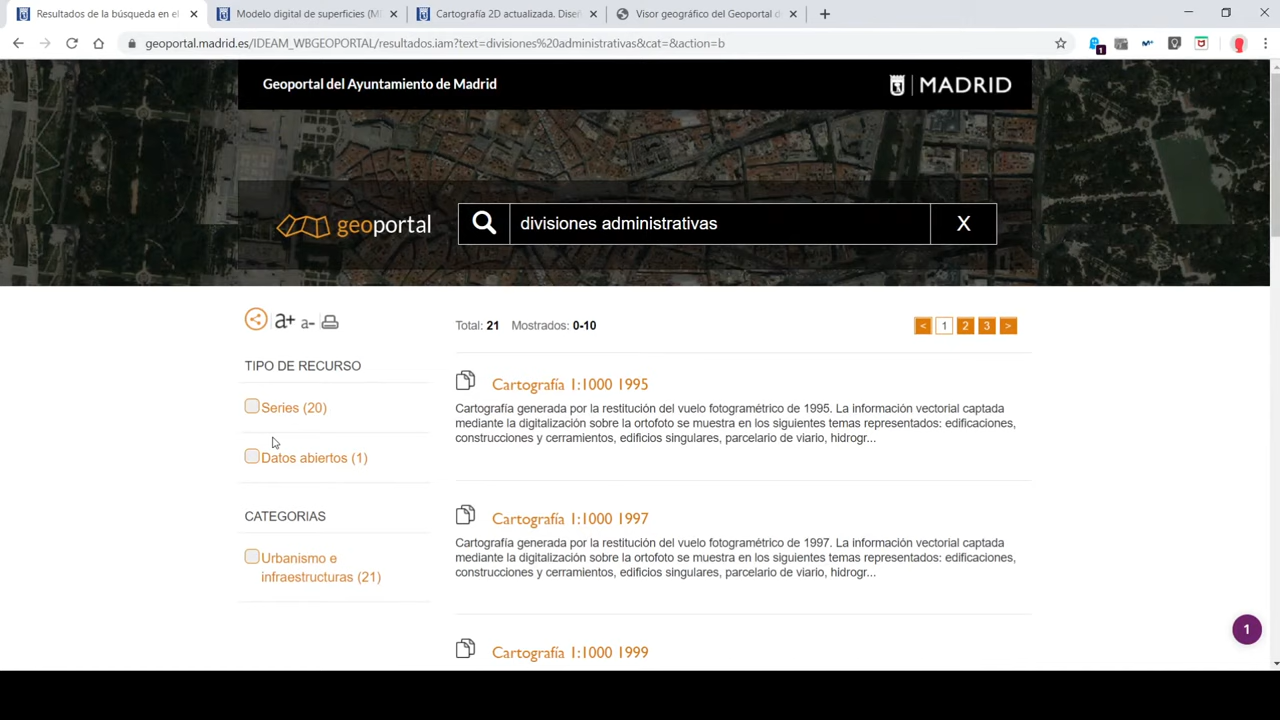 Resultados de la búsqueda en el
Modelo digital de superficies (M
Cartografía 2D actualizada. Diseñ
Visor geográfico del Geoportal d
geoportal.madrid.es/IDEAM_WBGEOPORTAL/resultados.iam?text=divisiones%20administrativas&cat=&action=b
1
Geoportal del Ayuntamiento de Madrid
MADRID
geoportal
divisiones administrativas
X
a+ a-
Total: 21 Mostrados: 0-10
< 1 2 3 >
TIPO DE RECURSO
Series (20)
Datos abiertos (1)
CATEGORIAS
Urbanismo e
infraestructuras (21)
Cartografía 1:1000 1995
Cartografía generada por la restitución del vuelo fotogramétrico de 1995. La información vectorial captada
mediante la digitalización sobre la ortofoto se muestra en los siguientes temas representados: edificaciones,
construcciones y cerramientos, edificios singulares, parcelario de viario, hidrogr...
Cartografía 1:1000 1997
Cartografía generada por la restitución del vuelo fotogramétrico de 1997. La información vectorial captada
mediante la digitalización sobre la ortofoto se muestra en los siguientes temas representados: edificaciones,
construcciones y cerramientos, edificios singulares, parcelario de viario, hidrogr...
Cartografía 1:1000 1999
1